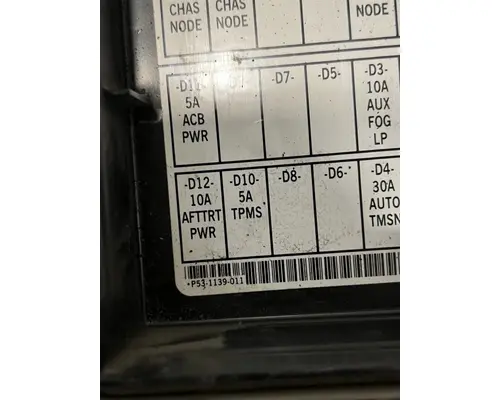 CHAS
NODE
CHAS
NODE
NODE
-D11-
5A
ACB
PWR
-D7-
-D5-
-D3-
10A
AUX
FOG
LP
-D12-
10A
AFTTRT
PWR
-D10-
5A
TPMS
-D8-
-D6-
-D4-
30A
AUTO
TMSN
P53-1139-011